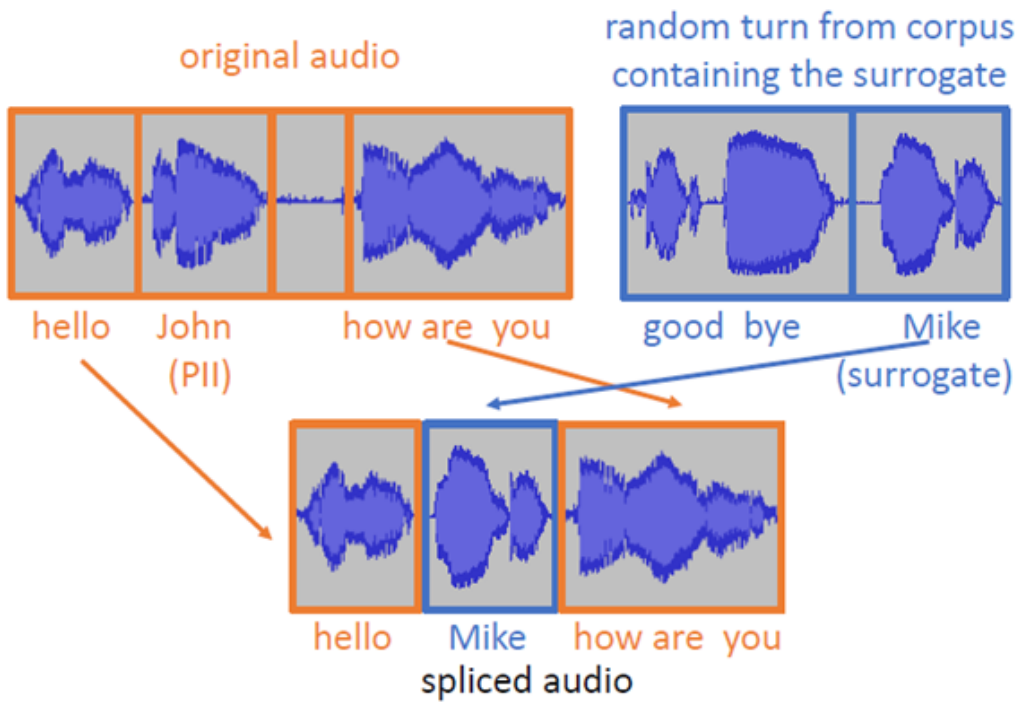 original audio
random turn from corpus
containing the surrogate
hello John how are you
(PII)
good bye Mike
(surrogate)
hello Mike how are you
spliced audio